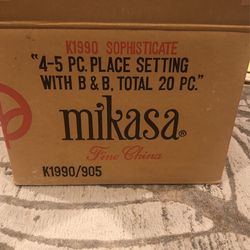 K1990 SOPHISTICATE
"4-5 PC. PLACE SETTING
WITH B & B, TOTAL 20 PC."
mikasa®
Fine China
K1990/905